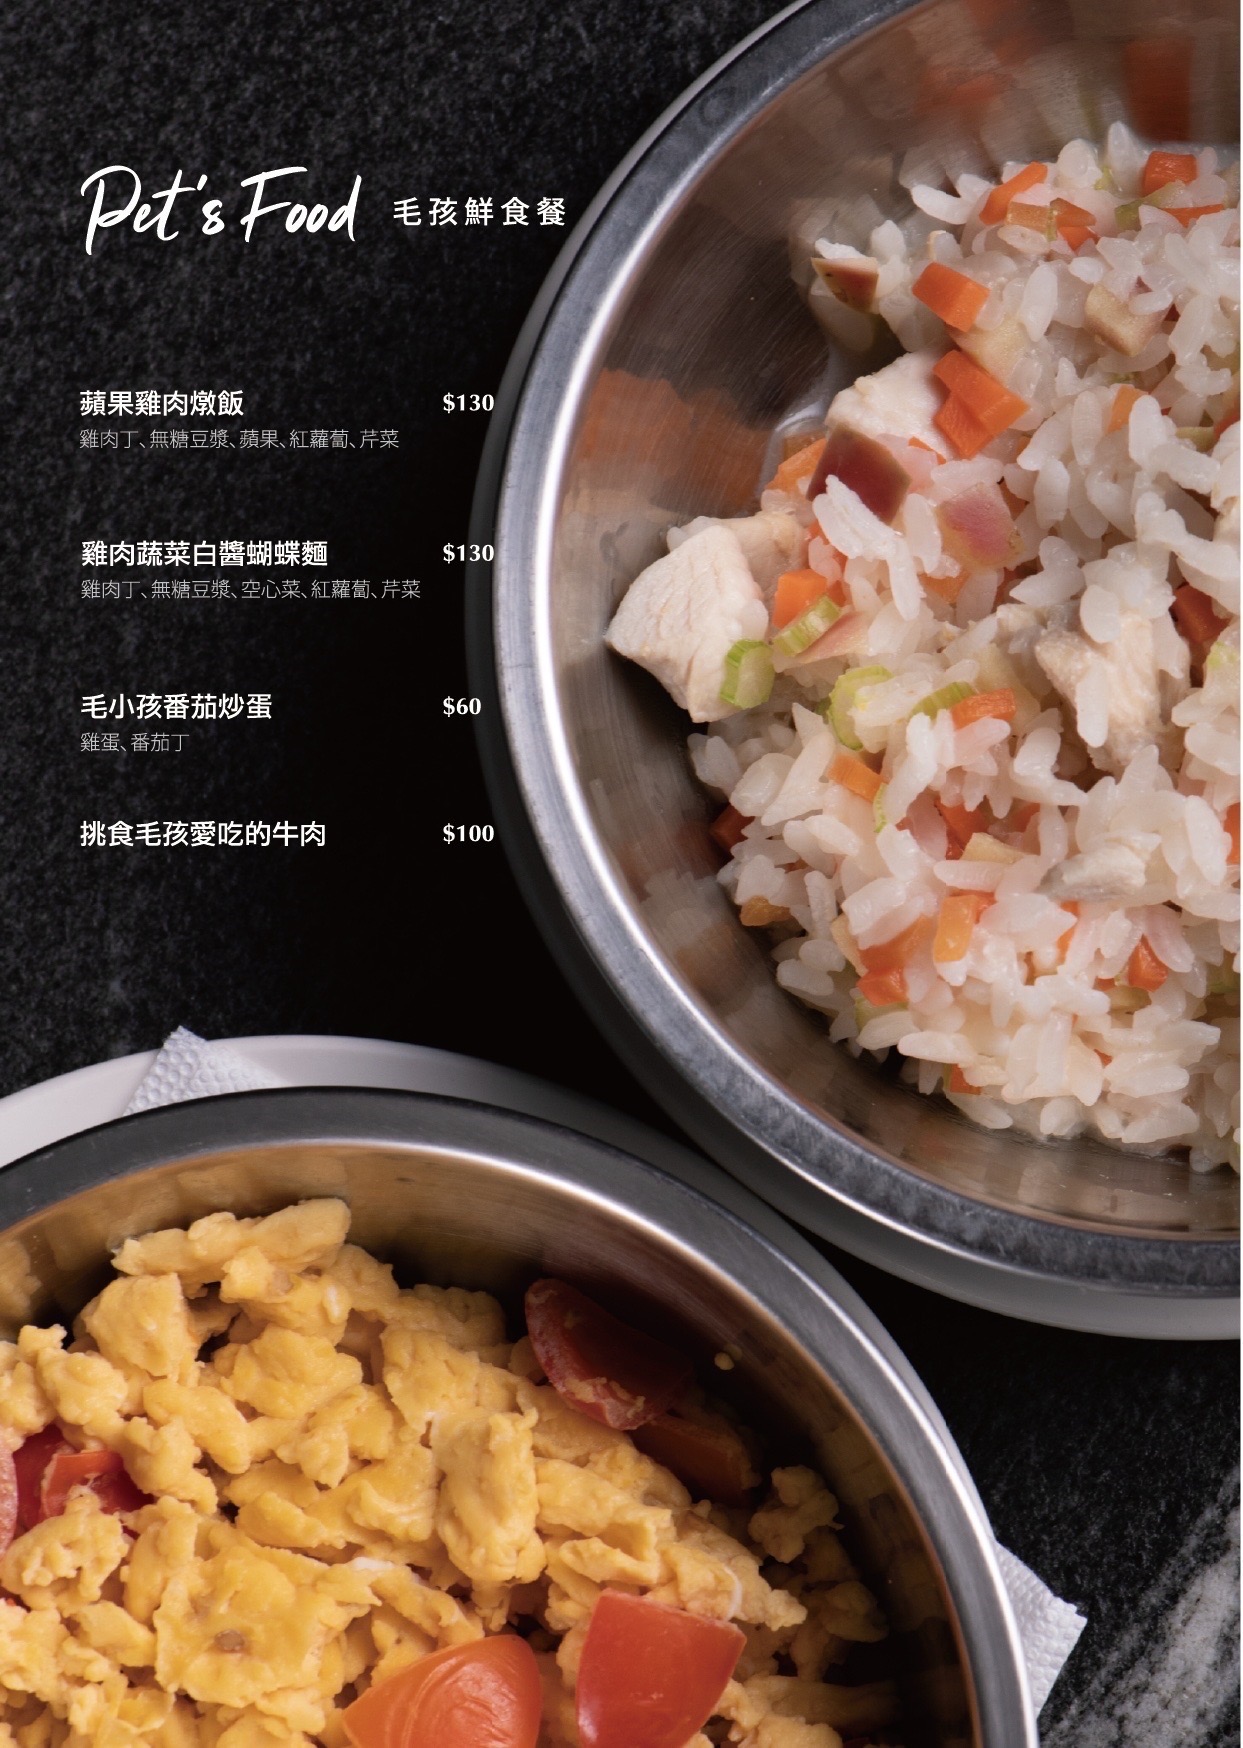 Pet's Food 毛孩鮮食餐
蘋果雞肉燉飯 $130
雞肉丁、無糖豆漿、蘋果、紅蘿蔔、芹菜
雞肉蔬菜白醬蝴蝶麵 $130
雞肉丁、無糖豆漿、空心菜、紅蘿蔔、芹菜
毛小孩番茄炒蛋 $60
雞蛋、番茄丁
挑食毛孩愛吃的牛肉 $100